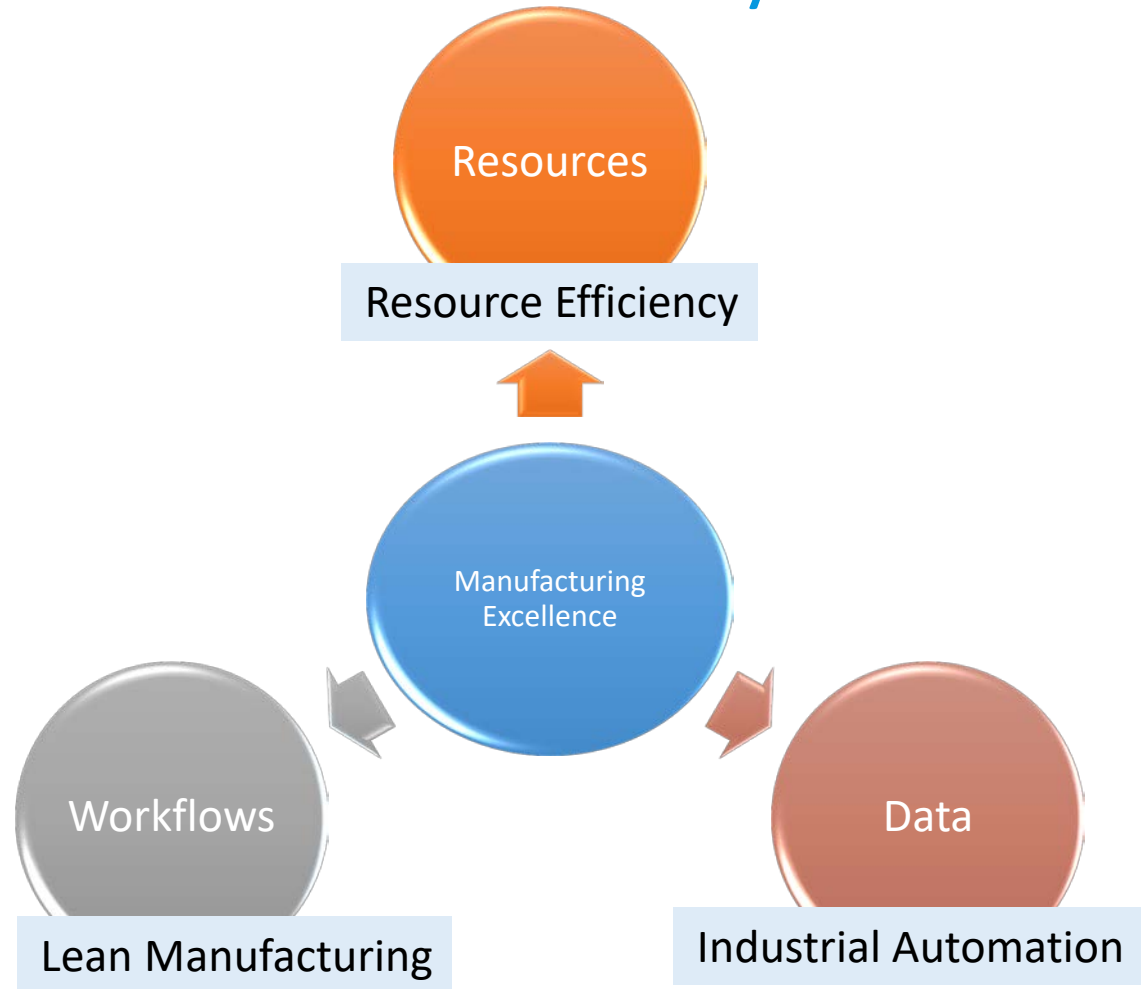 Resources
Resource Efficiency
Manufacturing
Excellence
Workflows
Data
Lean Manufacturing
Industrial Automation